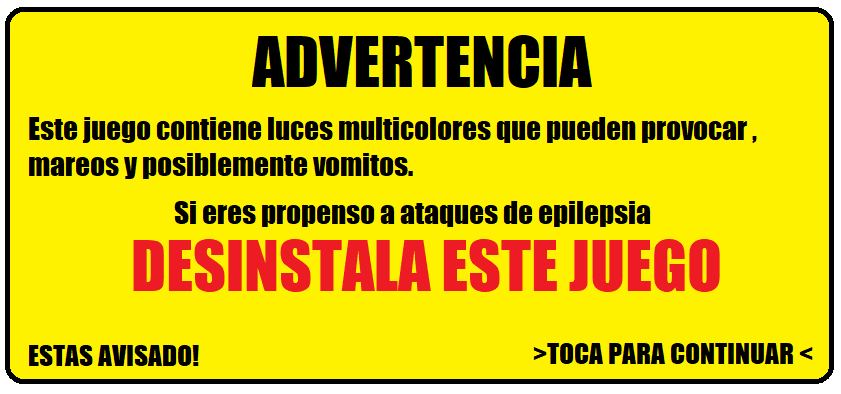 ADVERTENCIA
Este juego contiene luces multicolores que pueden provocar ,
mareos y posiblemente vomitos.
Si eres propenso a ataques de epilepsia
DESINSTALA ESTE JUEGO
ESTAS AVISADO!
>TOCA PARA CONTINUAR <